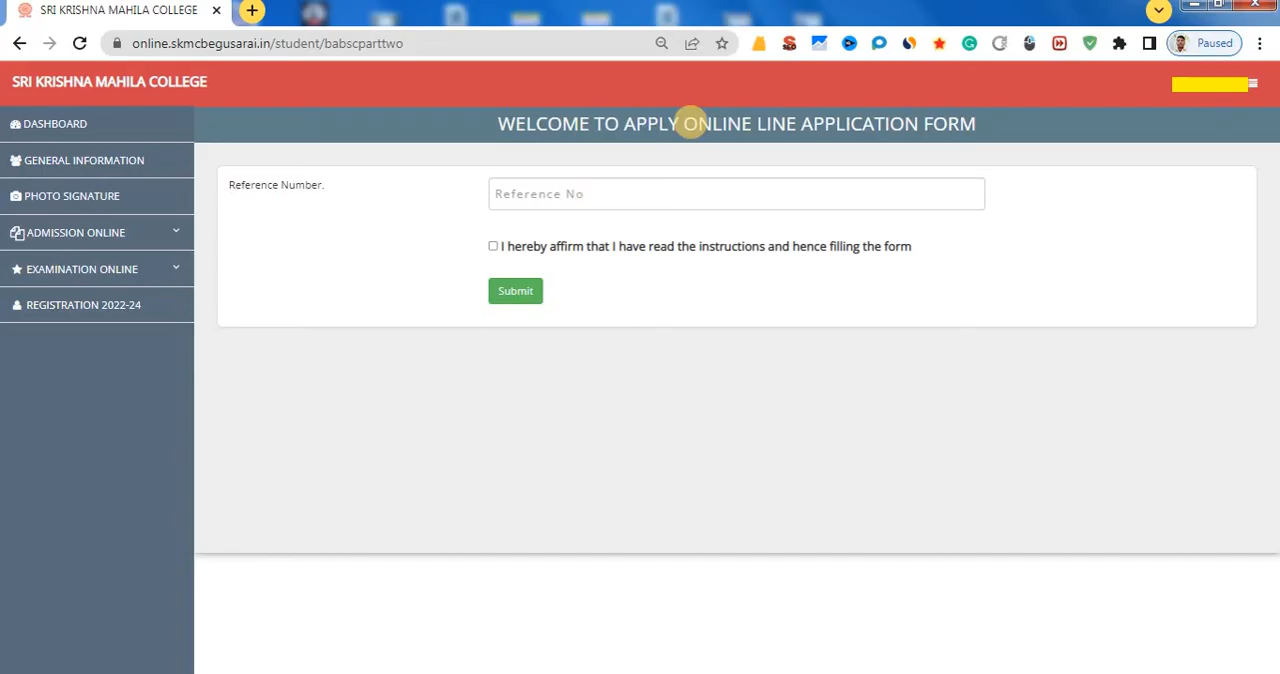 SRI KRISHNA MAHILA COLLEGE
online.skmcbegusarai.in/student/babscparttwo
Paused
SRI KRISHNA MAHILA COLLEGE
DASHBOARD
GENERAL INFORMATION
PHOTO SIGNATURE
ADMISSION ONLINE
EXAMINATION ONLINE
REGISTRATION 2022-24
WELCOME TO APPLY ONLINE LINE APPLICATION FORM
Reference Number.
Reference No
I hereby affirm that I have read the instructions and hence filling the form
Submit